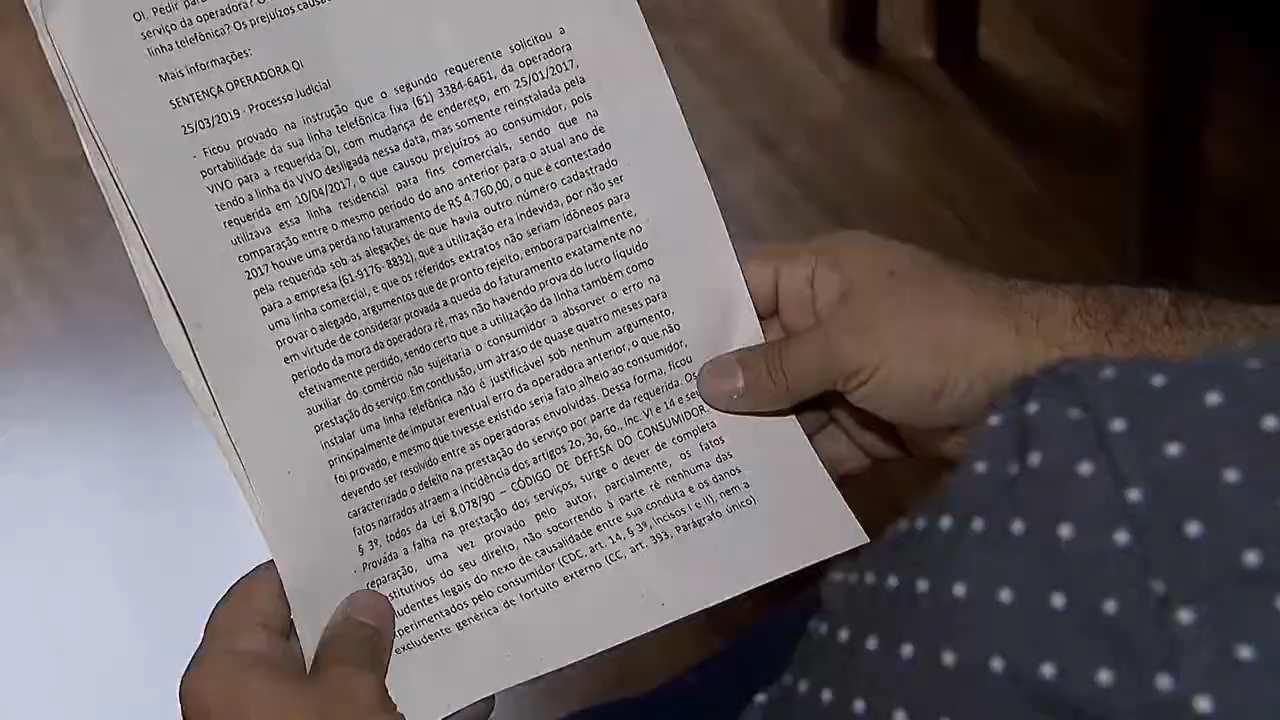 OI. Pedir para
serviço da operadora?
linha telefônica? Os prejuízos causa
Mais informações:
SENTENÇA OPERADORA OI
25/03/2019 - Processo Judicial
- Ficou provado na instrução que o segundo requerente solicitou a
portabilidade da sua linha telefônica fixa (61) 3384-6461, da operadora
VIVO para a requerida OI, com mudança de endereço, em 25/01/2017,
tendo a linha da VIVO desligada nessa data, mas somente reinstalada pela
requerida em 10/04/2017, o que causou prejuízos ao consumidor, pois
utilizava essa linha residencial para fins comerciais, sendo que na
comparação entre o mesmo período do ano anterior para o atual ano de
2017 houve uma perda no faturamento de R$ 4.760,00, o que é contestado
pela requerida sob as alegações de que havia outro número cadastrado
para a empresa (61-9176- 8832), que a utilização era indevida, por não ser
uma linha comercial, e que os referidos extratos não seriam idôneos para
provar o alegado, argumentos que de pronto rejeito, embora parcialmente,
em virtude de considerar provada a queda do faturamento exatamente no
período da mora da operadora ré, mas não havendo prova do lucro líquido
efetivamente perdido, sendo certo que a utilização da linha também como
auxiliar do comércio não sujeitaria o consumidor a absorver o erro na
prestação do serviço. Em conclusão, um atraso de quase quatro meses para
instalar uma linha telefônica não é justificável sob nenhum argumento,
principalmente de imputar eventual erro da operadora anterior, o que não
foi provado, e mesmo que tivesse existido seria fato alheio ao consumidor,
devendo ser resolvido entre as operadoras envolvidas. Dessa forma, ficou
caracterizado o defeito na prestação do serviço por parte da requerida. Os
fatos narrados atraem a incidência dos artigos 2o, 3o, 6o., Inc. VI e 14 e seu
§ 3º, todos da Lei 8.078/90 – CÓDIGO DE DEFESA DO CONSUMIDOR
- Provada a falha na prestação dos serviços, surge o dever de completa
reparação, uma vez provado pelo autor, parcialmente, os fatos
stitutivos do seu direito, não socorrendo à parte ré nenhuma das
ludentes legais do nexo de causalidade entre sua conduta e os danos
xperimentados pelo consumidor (CDC, art. 14, § 3º, Incisos I e II), nem a
excludente genérica de fortuito externo (CC, art. 393, Parágrafo único)